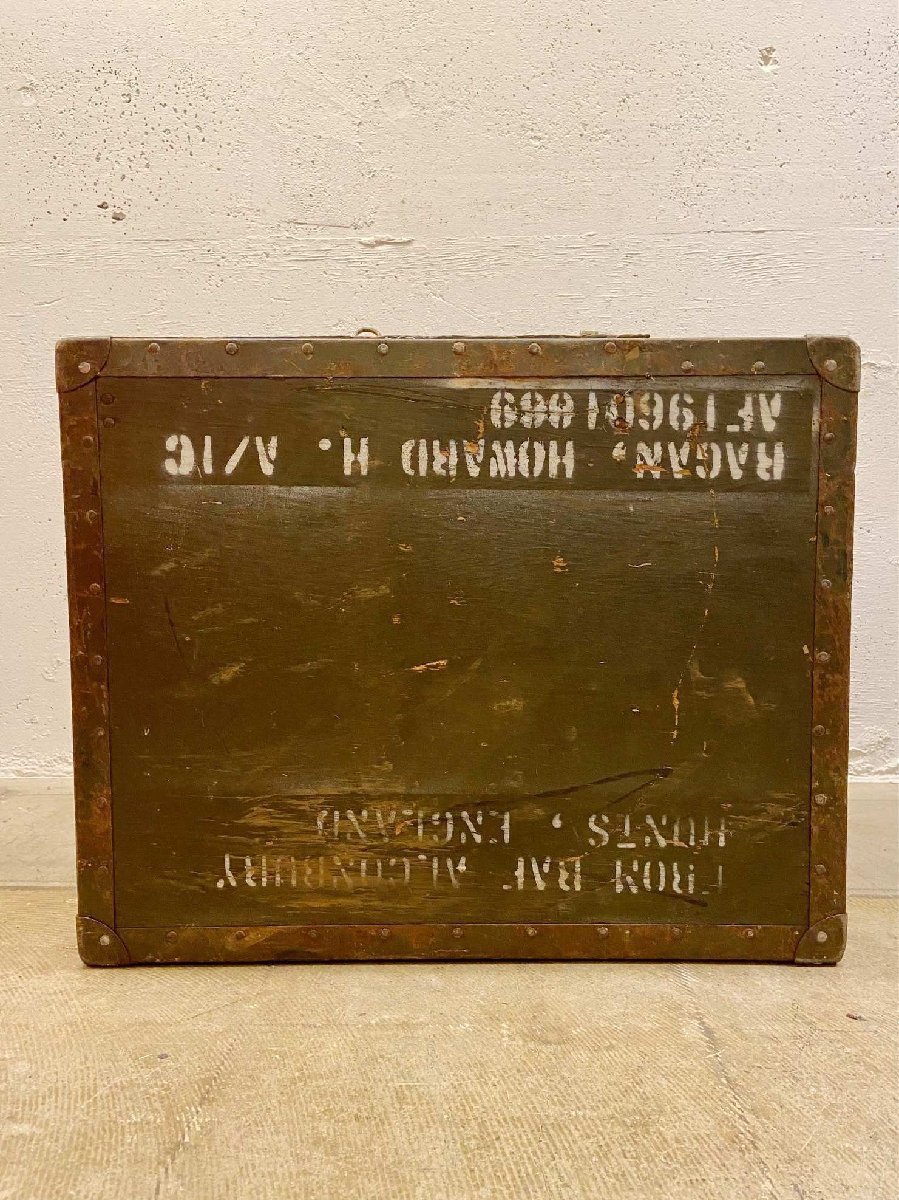 FROM RAF ALCONBURY
HUNTS, ENGLAND
RAGAN, HOWARD H. A/1C